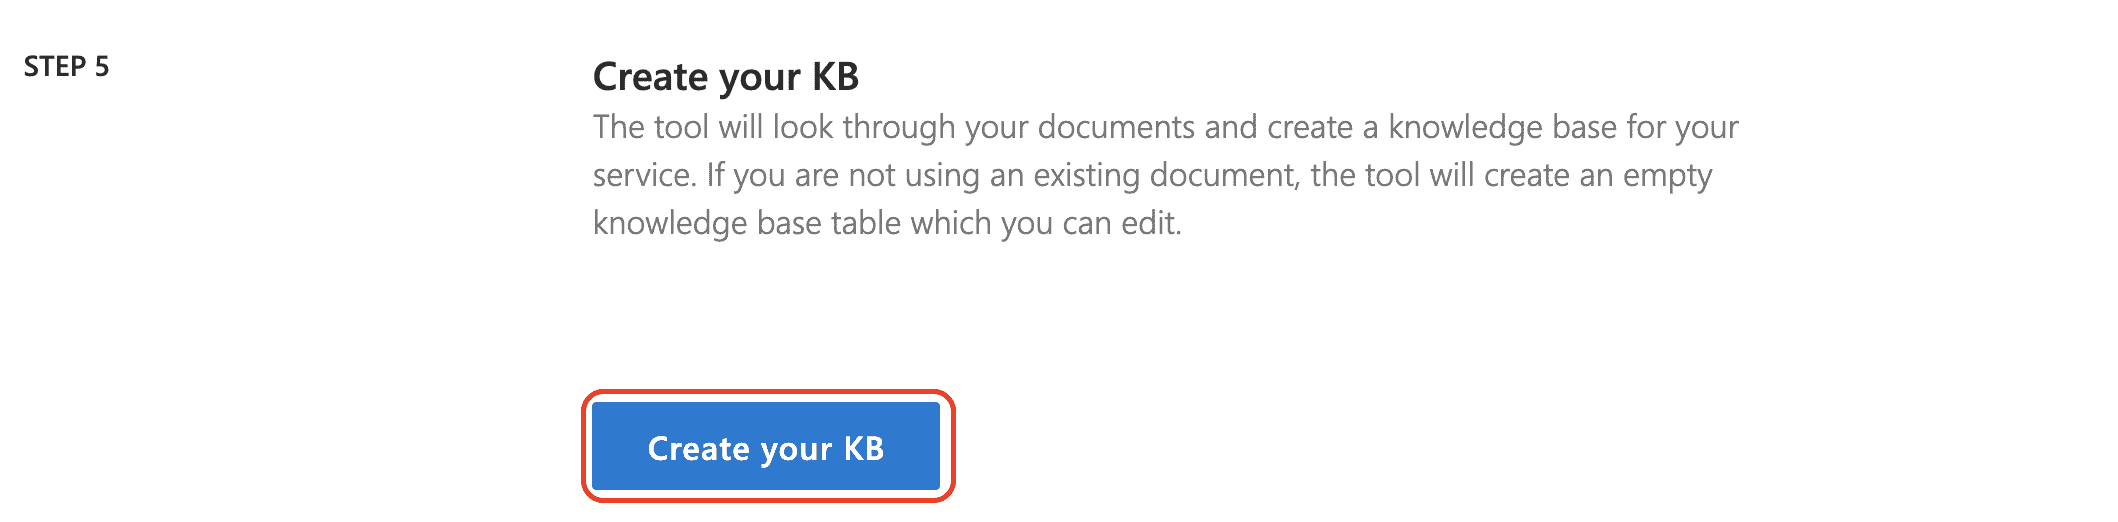 STEP 5
Create your KB
The tool will look through your documents and create a knowledge base for your
service. If you are not using an existing document, the tool will create an empty
knowledge base table which you can edit.
Create your KB